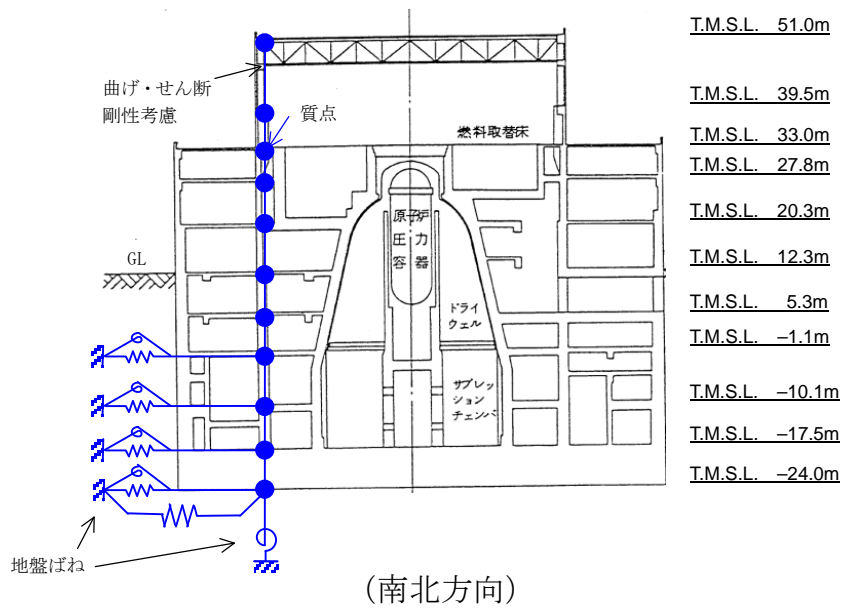 曲げ・せん断
剛性考慮
質点
燃料取替床
原子炉
圧力
容器
GL
ドライ
ウェル
サプレッ
ション
チェンバ
地盤ばね
(南北方向)
T.M.S.L. 51.0m
T.M.S.L. 39.5m
T.M.S.L. 33.0m
T.M.S.L. 27.8m
T.M.S.L. 20.3m
T.M.S.L. 12.3m
T.M.S.L. 5.3m
T.M.S.L. –1.1m
T.M.S.L. –10.1m
T.M.S.L. –17.5m
T.M.S.L. –24.0m